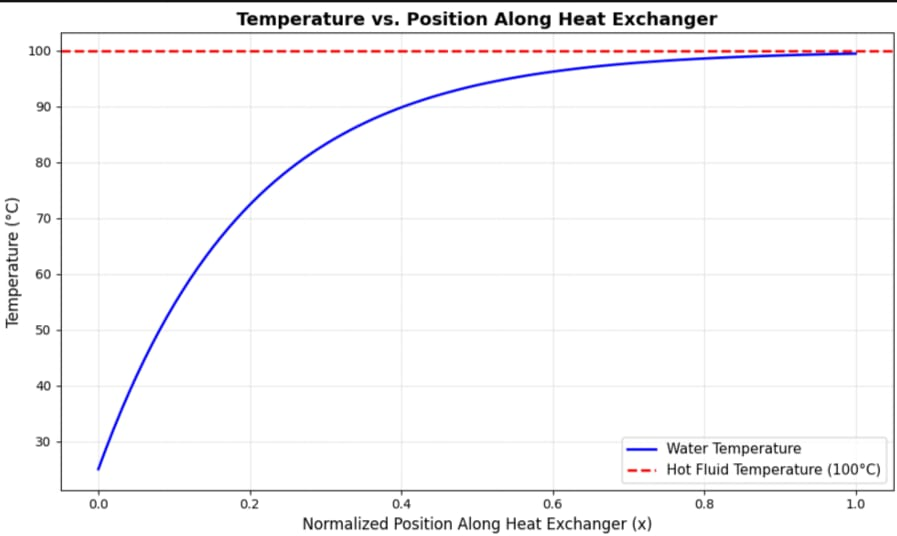 Temperature vs. Position Along Heat Exchanger
Temperature (°C)
100
90
80
70
60
50
40
30
Water Temperature
Hot Fluid Temperature (100°C)
0.0 0.2 0.4 0.6 0.8 1.0
Normalized Position Along Heat Exchanger (x)